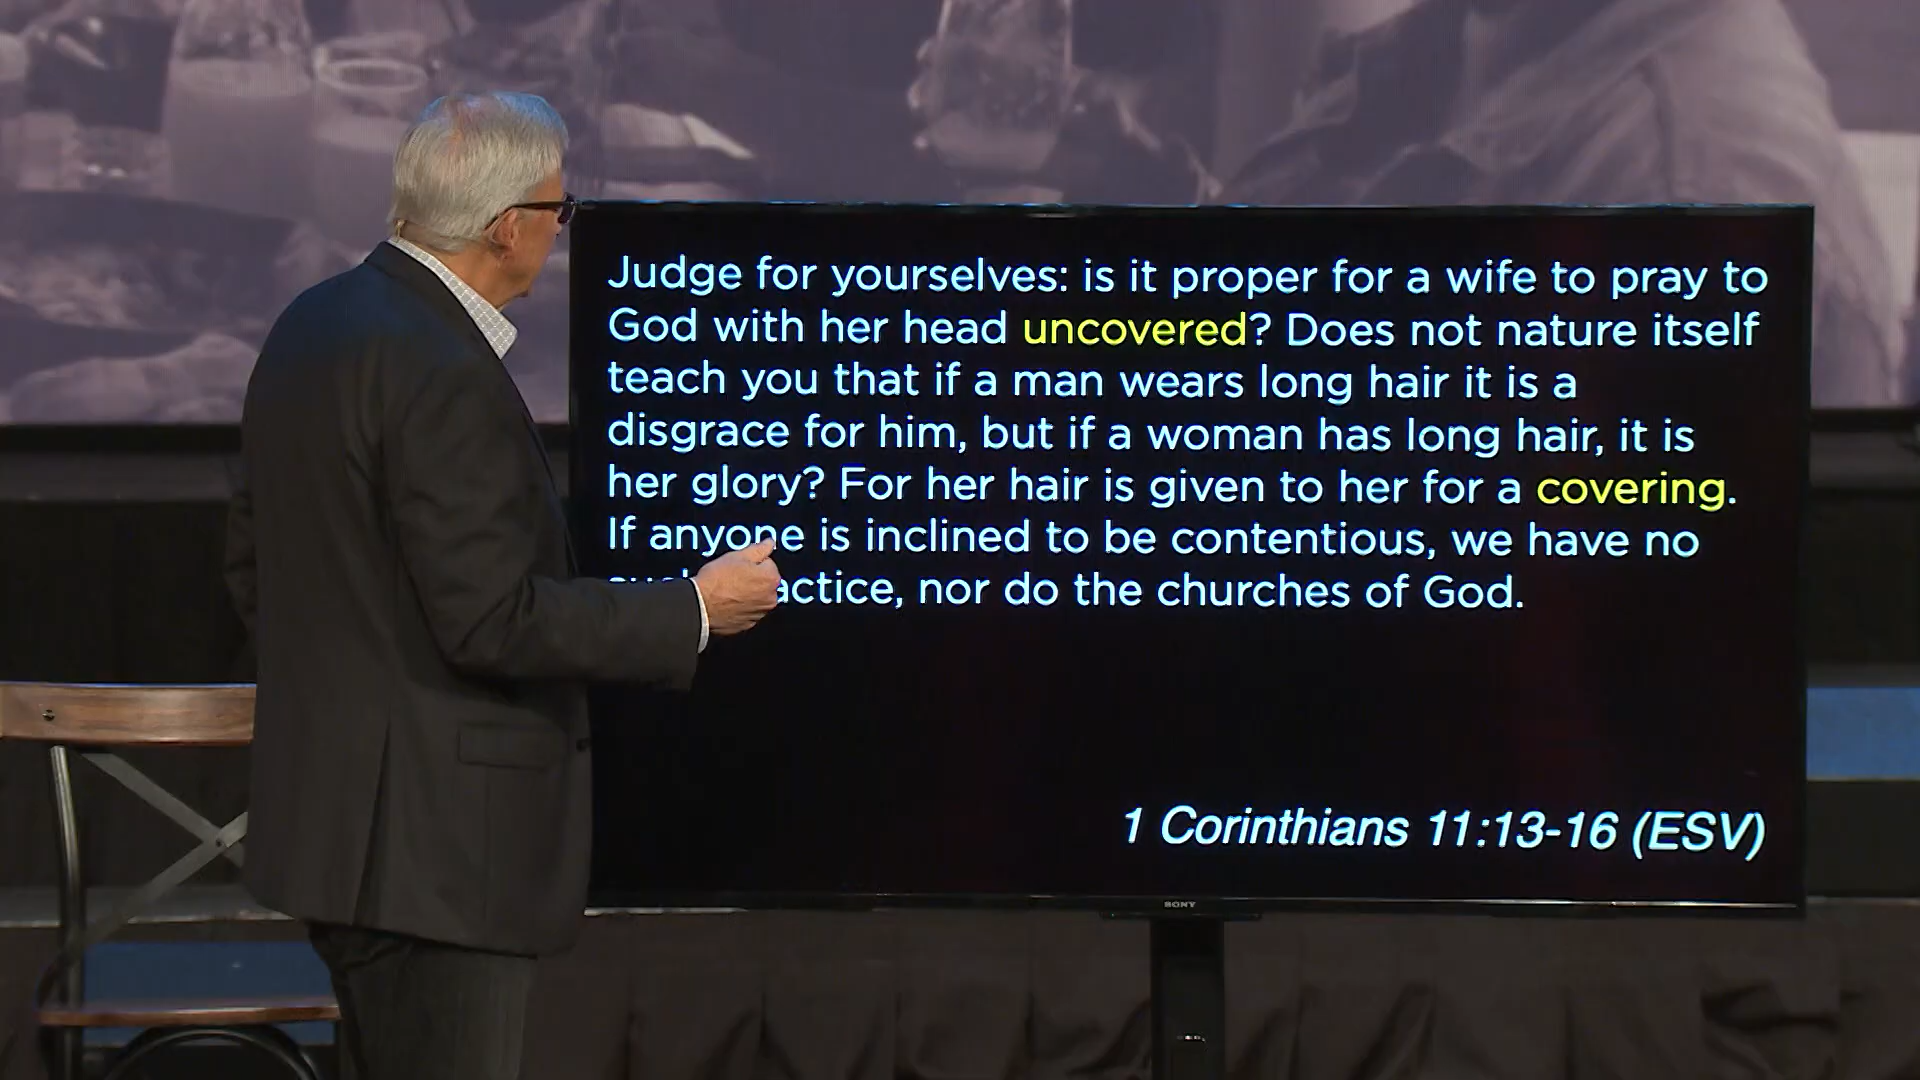 Judge for yourselves: is it proper for a wife to pray to
God with her head uncovered? Does not nature itself
teach you that if a man wears long hair it is a
disgrace for him, but if a woman has long hair, it is
her glory? For her hair is given to her for a covering.
If anyone is inclined to be contentious, we have no
nor do the churches of God.
1 Corinthians 11:13-16 (ESV)
SONY